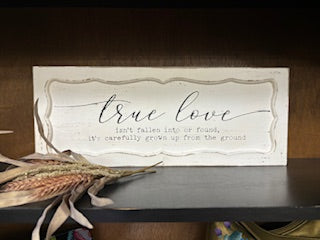 true love
isn't fallen into or found,
it's carefully grown up from the ground